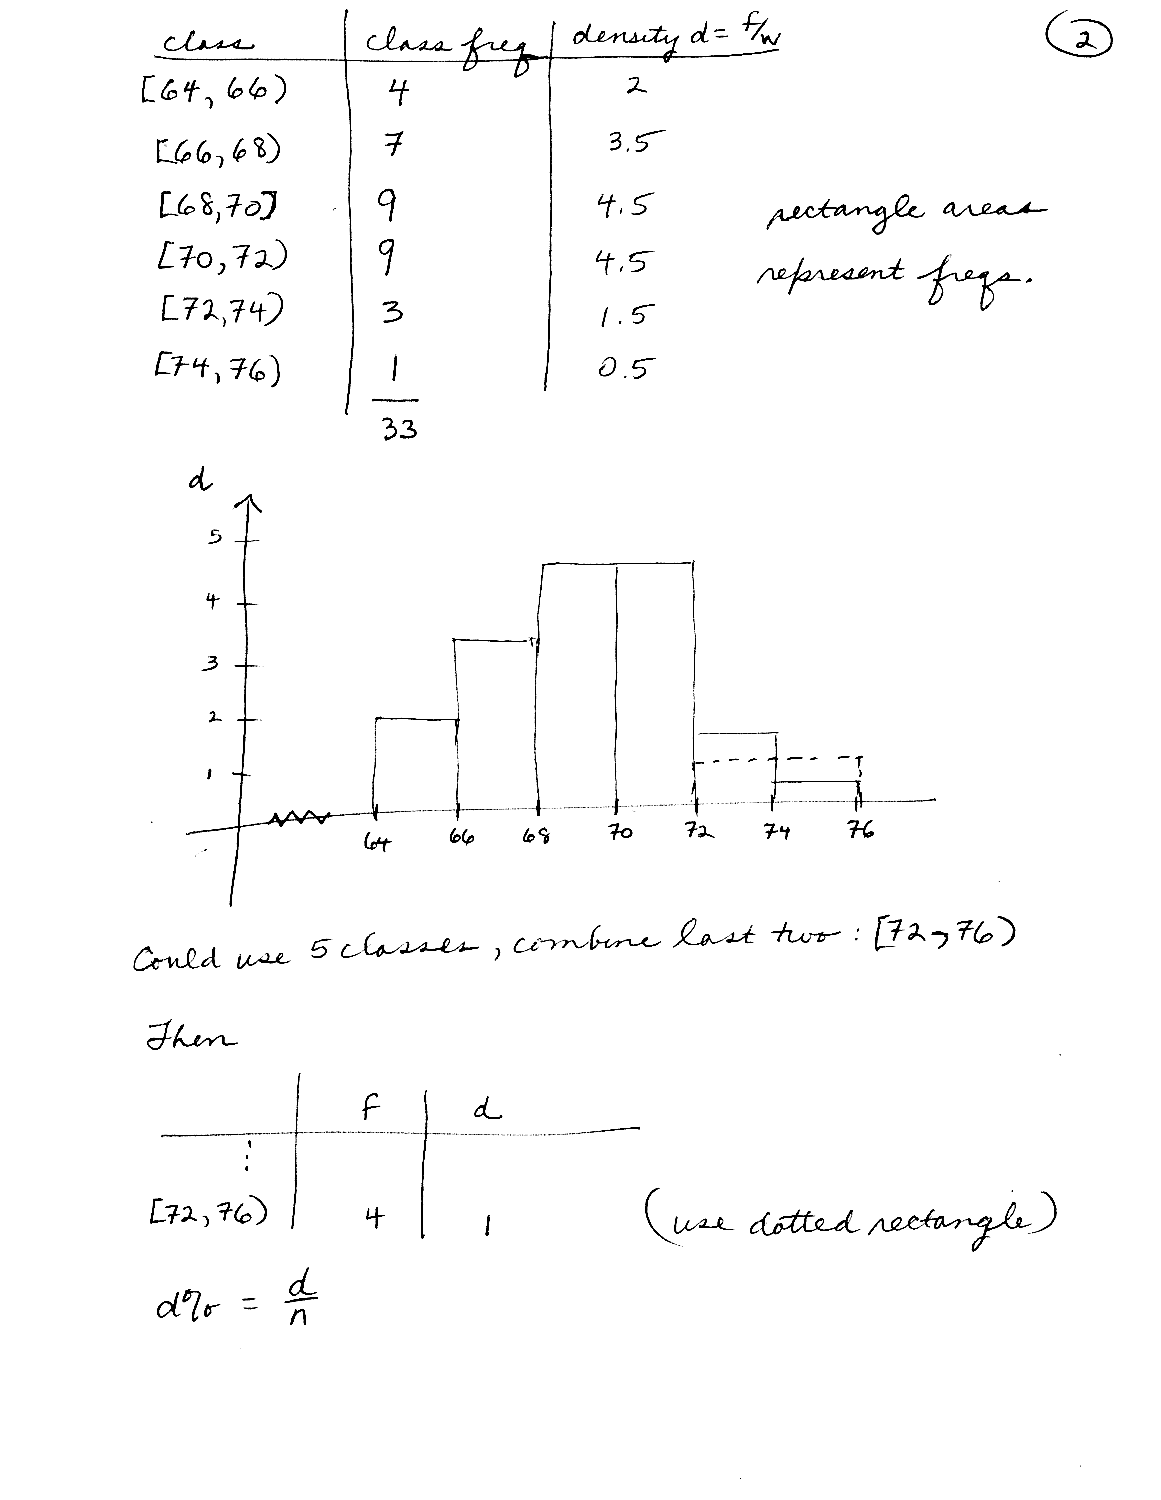 class class freq density d = f/w ②
[64, 66) 4 2
[66, 68) 7 3.5
[68, 70] 9 4.5 rectangle areas
[70, 72) 9 4.5 represent freqs.
[72, 74) 3 1.5
[74, 76) 1 0.5
33
d
5
4
3
2
1
64 66 68 70 72 74 76
Could use 5 classes, combine last two : [72, 76)
Then
f d
⋮
[72, 76) 4 1 (use dotted rectangle)
d% = d/n